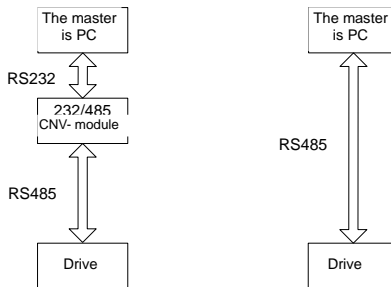 The master
is PC
RS232
232/485
CNV- module
RS485
Drive
The master
is PC
RS485
Drive